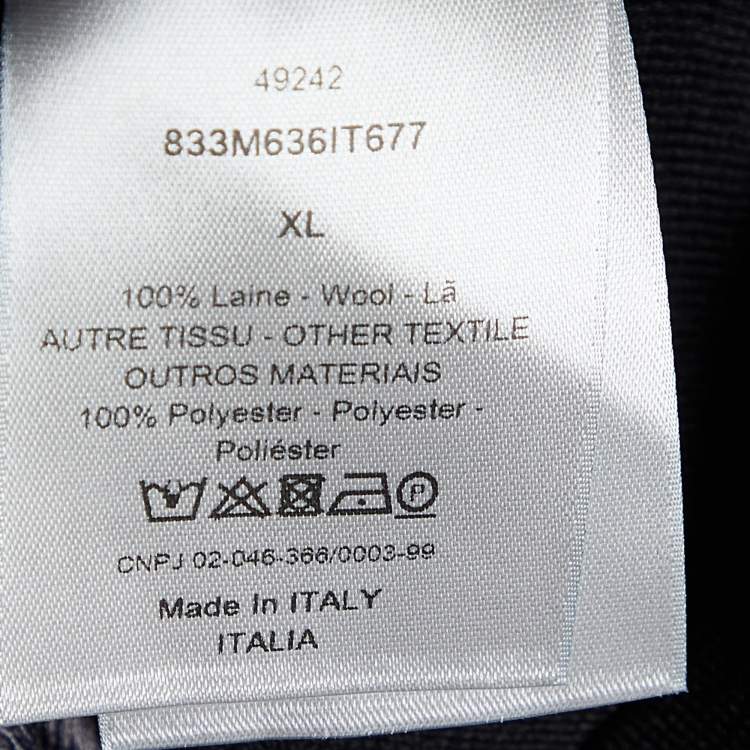 49242
833M636IT677
XL
100% Laine - Wool - Lã
AUTRE TISSU - OTHER TEXTILE
OUTROS MATERIAIS
100% Polyester - Polyester -
Poliéster
P
CNPJ 02-046-366/0003-99
Made In ITALY
ITALIA